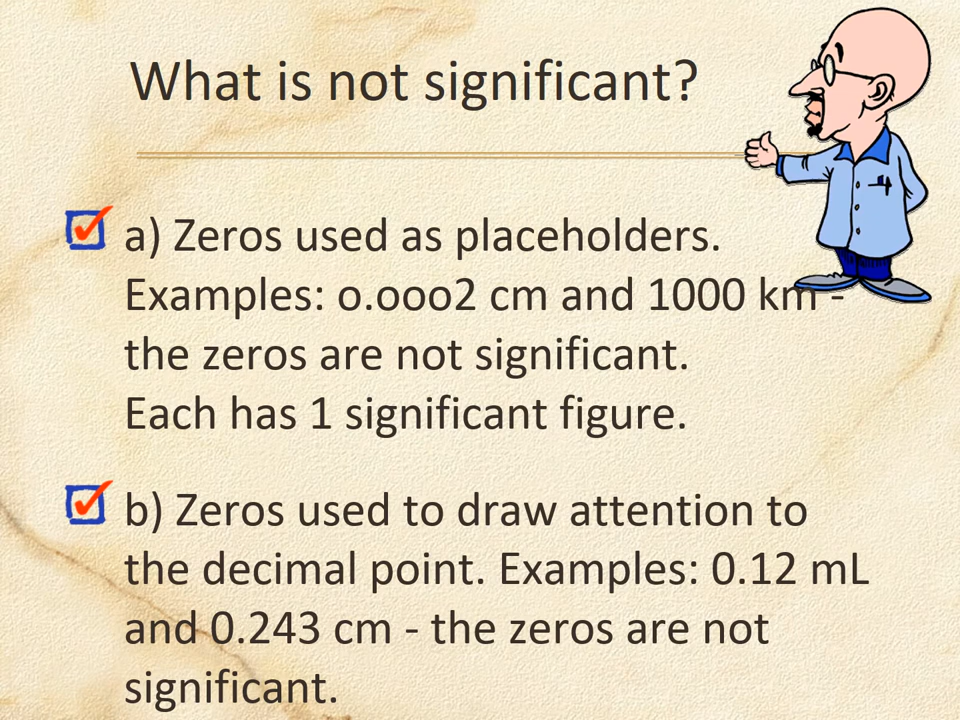 What is not significant?
a) Zeros used as placeholders.
Examples: o.ooo2 cm and 1000 km -
the zeros are not significant.
Each has 1 significant figure.
b) Zeros used to draw attention to
the decimal point. Examples: 0.12 mL
and 0.243 cm - the zeros are not
significant.